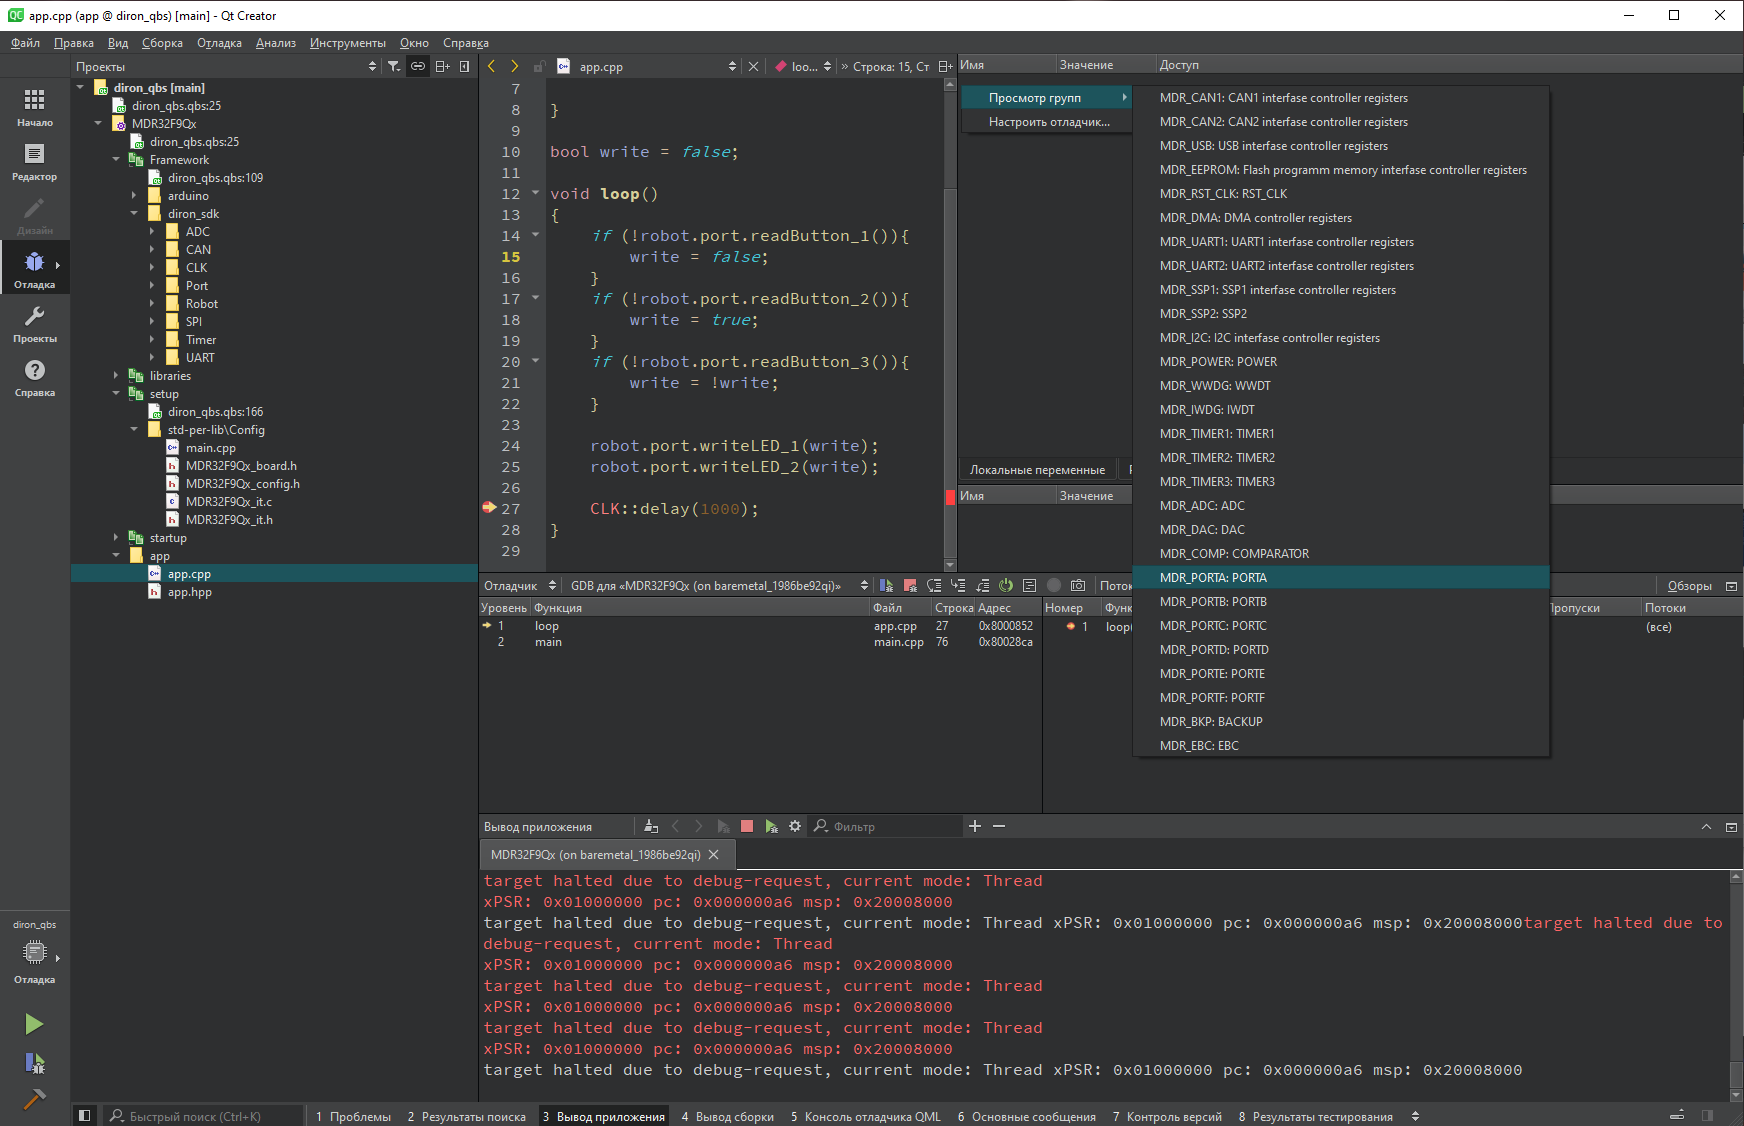 app.cpp (app @ diron_qbs) [main] - Qt Creator
Файл Правка Вид Сборка Отладка Анализ Инструменты Окно Справка
Начало
Редактор
Дизайн
Отладка
Проекты
Справка
diron_qbs
Отладка
Проекты
diron_qbs [main]
diron_qbs.qbs:25
MDR32F9Qx
diron_qbs.qbs:25
Framework
diron_qbs.qbs:109
arduino
diron_sdk
ADC
CAN
CLK
Port
Robot
SPI
Timer
UART
libraries
setup
diron_qbs.qbs:166
std-per-lib\Config
main.cpp
MDR32F9Qx_board.h
MDR32F9Qx_config.h
MDR32F9Qx_it.c
MDR32F9Qx_it.h
startup
app
app.cpp
app.hpp
app.cpp loo... » Строка: 15, Ст
7
8 }
9
10 bool write = false;
11
12 void loop()
13 {
14 if (!robot.port.readButton_1()){
15 write = false;
16 }
17 if (!robot.port.readButton_2()){
18 write = true;
19 }
20 if (!robot.port.readButton_3()){
21 write = !write;
22 }
23
24 robot.port.writeLED_1(write);
25 robot.port.writeLED_2(write);
26
27 CLK::delay(1000);
28 }
29
Имя Значение Доступ
Просмотр групп
Настроить отладчик...
MDR_CAN1: CAN1 interfase controller registers
MDR_CAN2: CAN2 interfase controller registers
MDR_USB: USB interfase controller registers
MDR_EEPROM: Flash programm memory interfase controller registers
MDR_RST_CLK: RST_CLK
MDR_DMA: DMA controller registers
MDR_UART1: UART1 interfase controller registers
MDR_UART2: UART2 interfase controller registers
MDR_SSP1: SSP1 interfase controller registers
MDR_SSP2: SSP2
MDR_I2C: I2C interfase controller registers
MDR_POWER: POWER
MDR_WWDG: WWDT
MDR_IWDG: IWDT
MDR_TIMER1: TIMER1
MDR_TIMER2: TIMER2
MDR_TIMER3: TIMER3
MDR_ADC: ADC
MDR_DAC: DAC
MDR_COMP: COMPARATOR
MDR_PORTA: PORTA
MDR_PORTB: PORTB
MDR_PORTC: PORTC
MDR_PORTD: PORTD
MDR_PORTE: PORTE
MDR_PORTF: PORTF
MDR_BKP: BACKUP
MDR_EBC: EBC
Локальные переменные
Имя Значение
Отладчик GDB для «MDR32F9Qx (on baremetal_1986be92qi)» Поток Обзоры
Уровень Функция Файл Строка Адрес Номер Функ Пропуски Потоки
1 loop app.cpp 27 0x8000852 1 loop( (все)
2 main main.cpp 76 0x80028ca
Вывод приложения Фильтр
MDR32F9Qx (on baremetal_1986be92qi)
target halted due to debug-request, current mode: Thread
xPSR: 0x01000000 pc: 0x000000a6 msp: 0x20008000
target halted due to debug-request, current mode: Thread xPSR: 0x01000000 pc: 0x000000a6 msp: 0x20008000target halted due to
debug-request, current mode: Thread
xPSR: 0x01000000 pc: 0x000000a6 msp: 0x20008000
target halted due to debug-request, current mode: Thread
xPSR: 0x01000000 pc: 0x000000a6 msp: 0x20008000
target halted due to debug-request, current mode: Thread
xPSR: 0x01000000 pc: 0x000000a6 msp: 0x20008000
target halted due to debug-request, current mode: Thread xPSR: 0x01000000 pc: 0x000000a6 msp: 0x20008000
Быстрый поиск (Ctrl+K) 1 Проблемы 2 Результаты поиска 3 Вывод приложения 4 Вывод сборки 5 Консоль отладчика QML 6 Основные сообщения 7 Контроль версий 8 Результаты тестирования